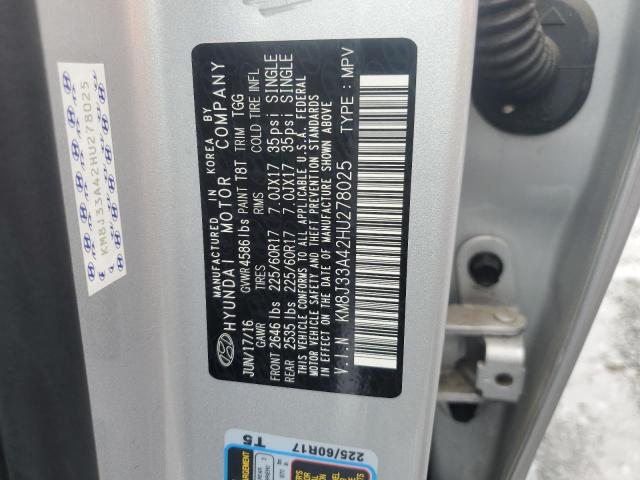 KM8J33A42HU278025
MANUFACTURED IN KOREA BY
HYUNDAI MOTOR COMPANY
JUN/17/16 GVWR 4586 lbs PAINT T8T TRIM TGG
GAWR TIRES RIMS COLD TIRE INFL
FRONT 2646 lbs 225/60R17 7.0JX17 35psi SINGLE
REAR 2535 lbs 225/60R17 7.0JX17 35psi SINGLE
THIS VEHICLE CONFORMS TO ALL APPLICABLE U.S.A. FEDERAL
MOTOR VEHICLE SAFETY AND THEFT PREVENTION STANDARDS
IN EFFECT ON THE DATE OF MANUFACTURE SHOWN ABOVE.
V.I.N KM8J33A42HU278025 TYPE : MPV
225/60R17
T5